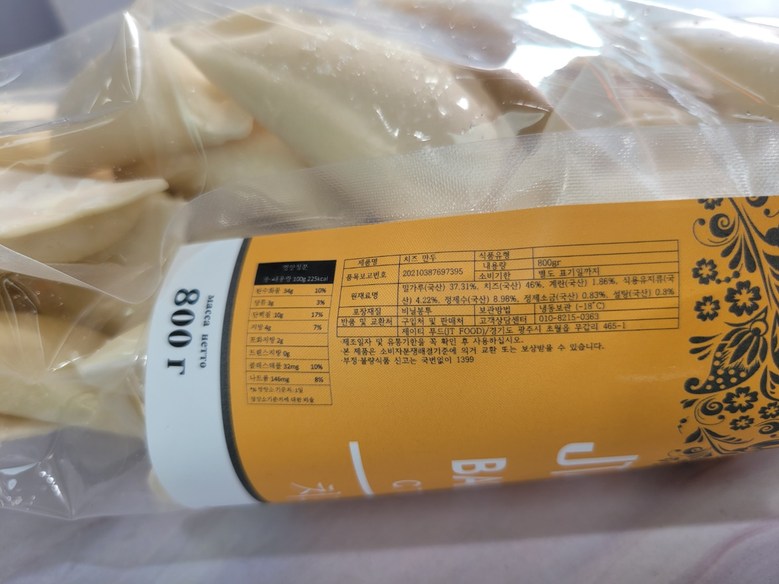 영양성분
100g 225kcal
탄수화물 34g 10%
당류 3g 3%
단백질 10g 17%
지방 4g 7%
포화지방 2g
트랜스지방 0g
콜레스테롤 32mg 10%
나트륨 146mg 8%
제품명 치즈 만두 식품유형
내용량 800gr
품목보고번호 20210387697395 소비기한 별도 표기일까지
원재료명 밀가루(국산) 37.31%, 치즈(국산) 46%, 계란(국산) 1.86%, 식용유지류(국
산) 4.22%, 정제수(국산) 8.98%, 정제소금(국산) 0.83%, 설탕(국산) 0.8%
포장재질 비닐봉투 보관방법 냉동보관 (-18℃)
반품 및 교환처 구입처 및 판매처 고객상담센터 010-8215-0363
제이티 푸드(JT FOOD)/경기도 광주시 초월읍 무갑리 465-1
·제조일자 및 유통기한을 꼭 확인 후 사용하십시오.
·본 제품은 소비자분쟁해결기준에 의거 교환 또는 보상받을 수 있습니다.
·부정·불량식품 신고는 국번없이 1399
масса нетто
800 г